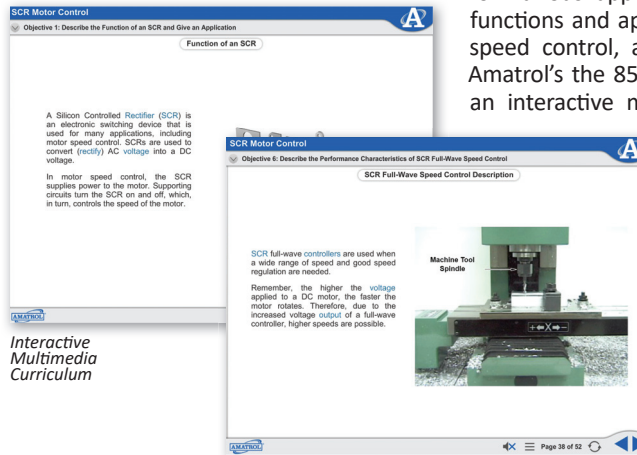 SCR Motor Control
Objective 1: Describe the Function of an SCR and Give an Application
Function of an SCR
A Silicon Controlled Rectifier (SCR) is
an electronic switching device that is
used for many applications, including
motor speed control. SCRs are used to
convert (rectify) AC voltage into a DC
voltage.
In motor speed control, the SCR
supplies power to the motor. Supporting
circuits turn the SCR on and off, which,
in turn, controls the speed of the motor.
AMATROL
Interactive
Multimedia
Curriculum
functions and ap
speed control, a
Amatrol's the 85
an interactive m
SCR Motor Control
Objective 6: Describe the Performance Characteristics of SCR Full-Wave Speed Control
SCR Full-Wave Speed Control Description
SCR full-wave controllers are used when
a wide range of speed and good speed
regulation are needed.
Remember, the higher the voltage
applied to a DC motor, the faster the
motor rotates. Therefore, due to the
increased voltage output of a full-wave
controller, higher speeds are possible.
Machine Tool
Spindle
+ X -
AMATROL
Page 38 of 52